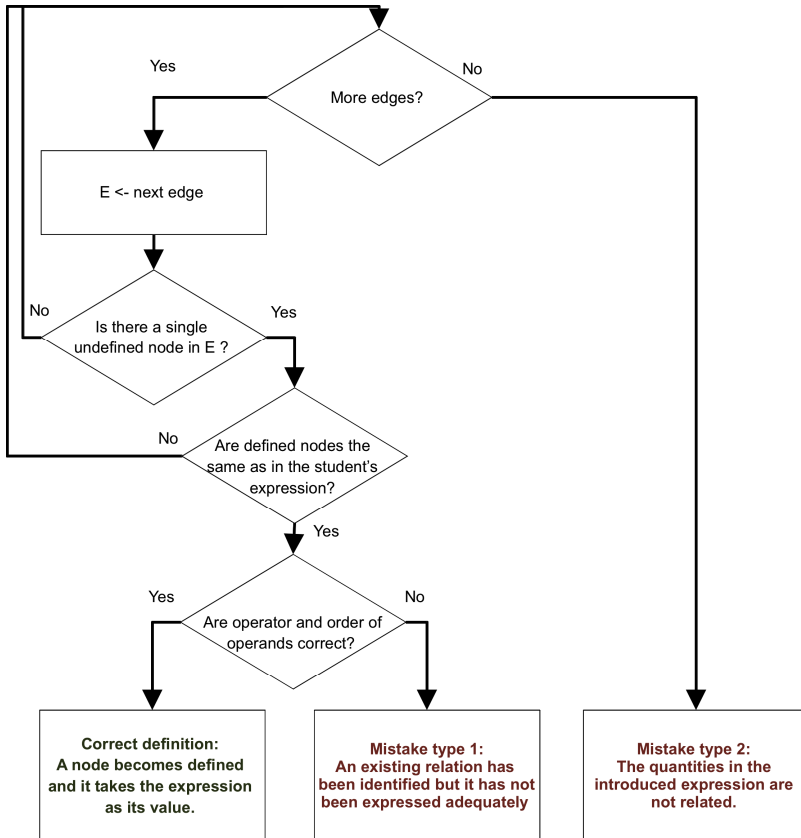 Yes
No
More edges?
E <- next edge
No
Yes
Is there a single
undefined node in E ?
No
Are defined nodes the
same as in the student's
expression?
Yes
Yes
No
Are operator and order of
operands correct?
Correct definition:
A node becomes defined
and it takes the expression
as its value.
Mistake type 1:
An existing relation has
been identified but it has not
been expressed adequately
Mistake type 2:
The quantities in the
introduced expression are
not related.